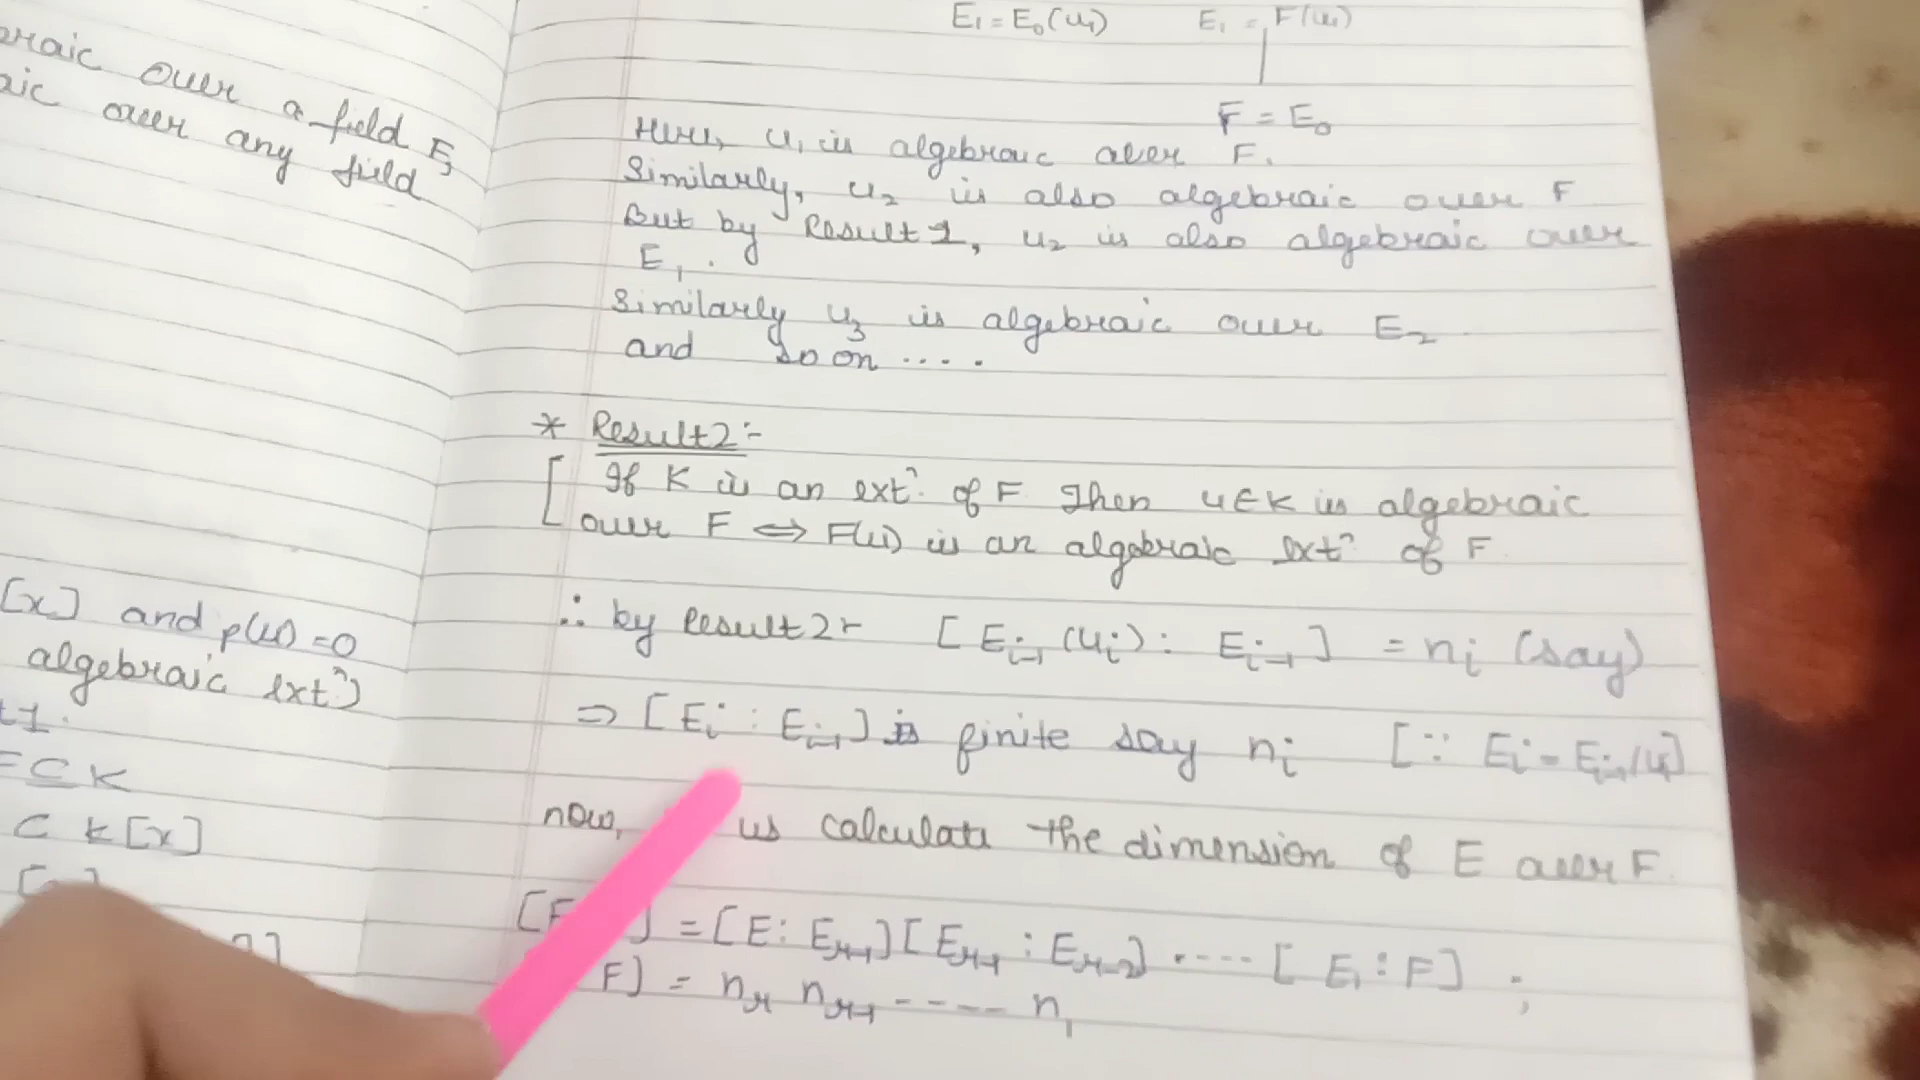 braic over a field F,
aic over any field
[x] and p(u) = 0
algebraic extⁿ)
t 1.
F ⊆ K
⊂ K[x]
E₁ = E₀(u₁) E₁ = F(u₁)
F = E₀
Here, u₁ is algebraic over F.
Similarly, u₂ is also algebraic over F
But by Result 1, u₂ is also algebraic over
E₁.
Similarly u₃ is algebraic over E₂
and so on ....
* Result 2:-
[ If K is an extⁿ. of F Then u ∈ K is algebraic
over F ⇔ F(u) is an algebraic extⁿ of F
∴ by Result 2- [Eᵢ₋₁(uᵢ) : Eᵢ₋₁] = nᵢ (say)
⇒ [Eᵢ : Eᵢ₋₁] is finite say nᵢ [∵ Eᵢ = Eᵢ₋₁(uᵢ)]
now, us calculate the dimension of E over F.
] = [E : Eᵣ₋₁][Eᵣ₋₁ : Eᵣ₋₂] .... [E₁ : F] ;
F] = nᵣ nᵣ₋₁ ---- n₁